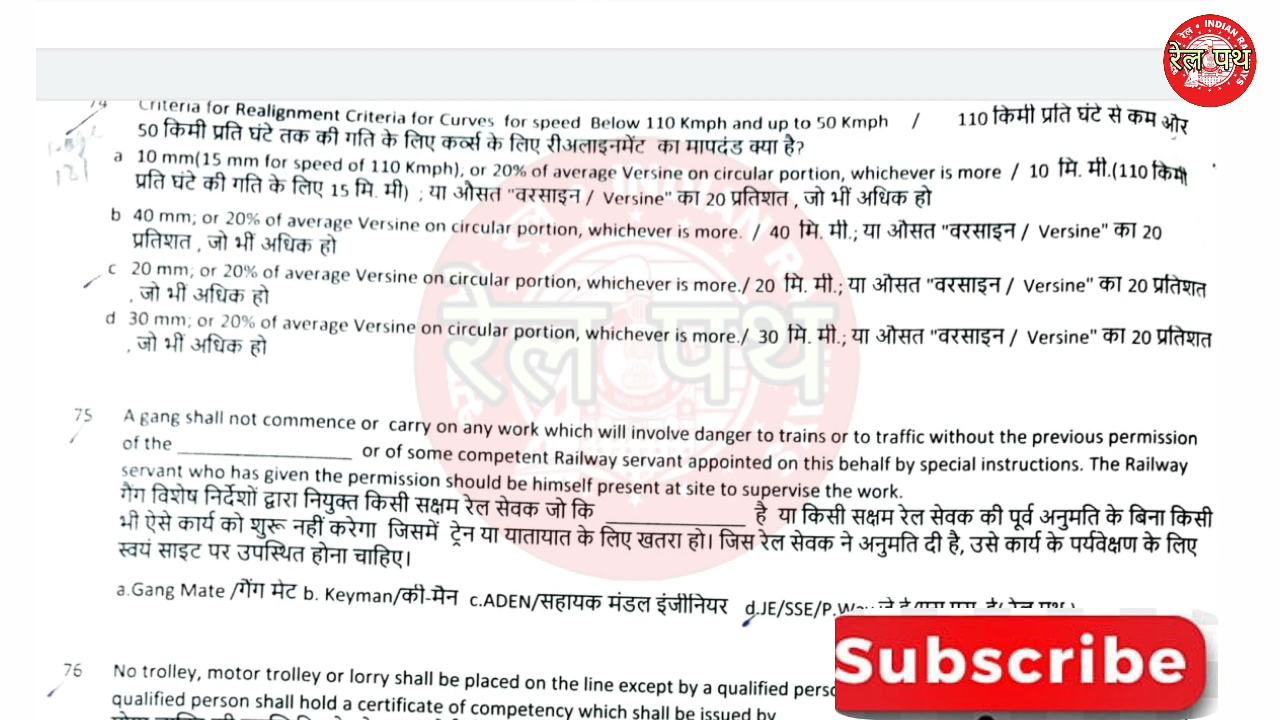 INDIAN RAILWAYS
रेल पथ
74 Criteria for Realignment Criteria for Curves for speed Below 110 Kmph and up to 50 Kmph / 110 किमी प्रति घंटे से कम और
50 किमी प्रति घंटे तक की गति के लिए कर्व्स के लिए रीअलाइनमेंट का मापदंड क्या है?
a 10 mm(15 mm for speed of 110 Kmph); or 20% of average Versine on circular portion, whichever is more / 10 मि. मी.(110 किमी
प्रति घंटे की गति के लिए 15 मि. मी) ; या औसत "वरसाइन / Versine" का 20 प्रतिशत , जो भीं अधिक हो
b 40 mm; or 20% of average Versine on circular portion, whichever is more. / 40 मि. मी.; या औसत "वरसाइन / Versine" का 20
प्रतिशत , जो भीं अधिक हो
c 20 mm; or 20% of average Versine on circular portion, whichever is more./ 20 मि. मी.; या औसत "वरसाइन / Versine" का 20 प्रतिशत
, जो भीं अधिक हो
d 30 mm; or 20% of average Versine on circular portion, whichever is more./ 30 मि. मी.; या औसत "वरसाइन / Versine" का 20 प्रतिशत
, जो भीं अधिक हो
रेल पथ
75 A gang shall not commence or carry on any work which will involve danger to trains or to traffic without the previous permission
of the ____________________ or of some competent Railway servant appointed on this behalf by special instructions. The Railway
servant who has given the permission should be himself present at site to supervise the work.
गैंग विशेष निर्देशों द्वारा नियुक्त किसी सक्षम रेल सेवक जो कि ________________ है या किसी सक्षम रेल सेवक की पूर्व अनुमति के बिना किसी
भी ऐसे कार्य को शुरू नहीं करेगा जिसमें ट्रेन या यातायात के लिए खतरा हो। जिस रेल सेवक ने अनुमति दी है, उसे कार्य के पर्यवेक्षण के लिए
स्वयं साइट पर उपस्थित होना चाहिए।
a.Gang Mate /गैंग मेट b. Keyman/की-मेन c.ADEN/सहायक मंडल इंजीनियर d.JE/SSE/P.Way
Subscribe
76 No trolley, motor trolley or lorry shall be placed on the line except by a qualified
qualified person shall hold a certificate of competency which shall be issued by